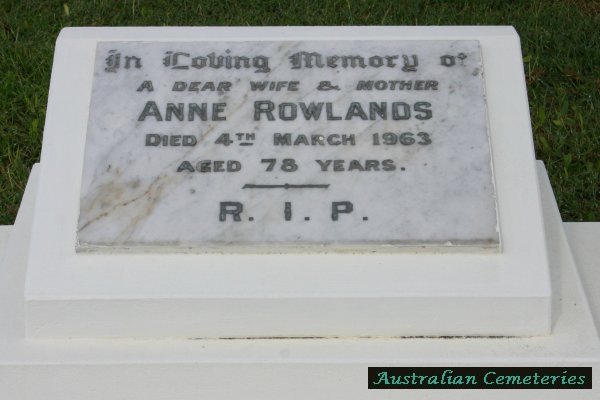 In Loving Memory of
A DEAR WIFE & MOTHER
ANNE ROWLANDS
DIED 4TH MARCH 1963
AGED 78 YEARS.
R. I. P.
Australian Cemeteries